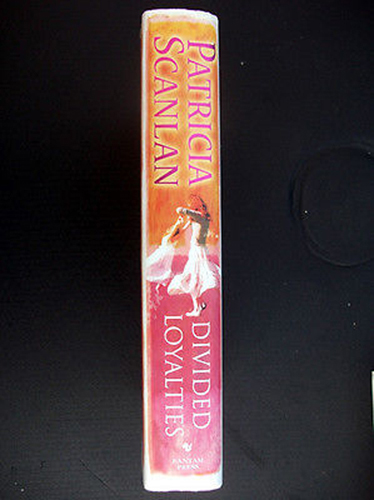 PATRICIA
SCANLAN
DIVIDED
LOYALTIES
BANTAM
PRESS